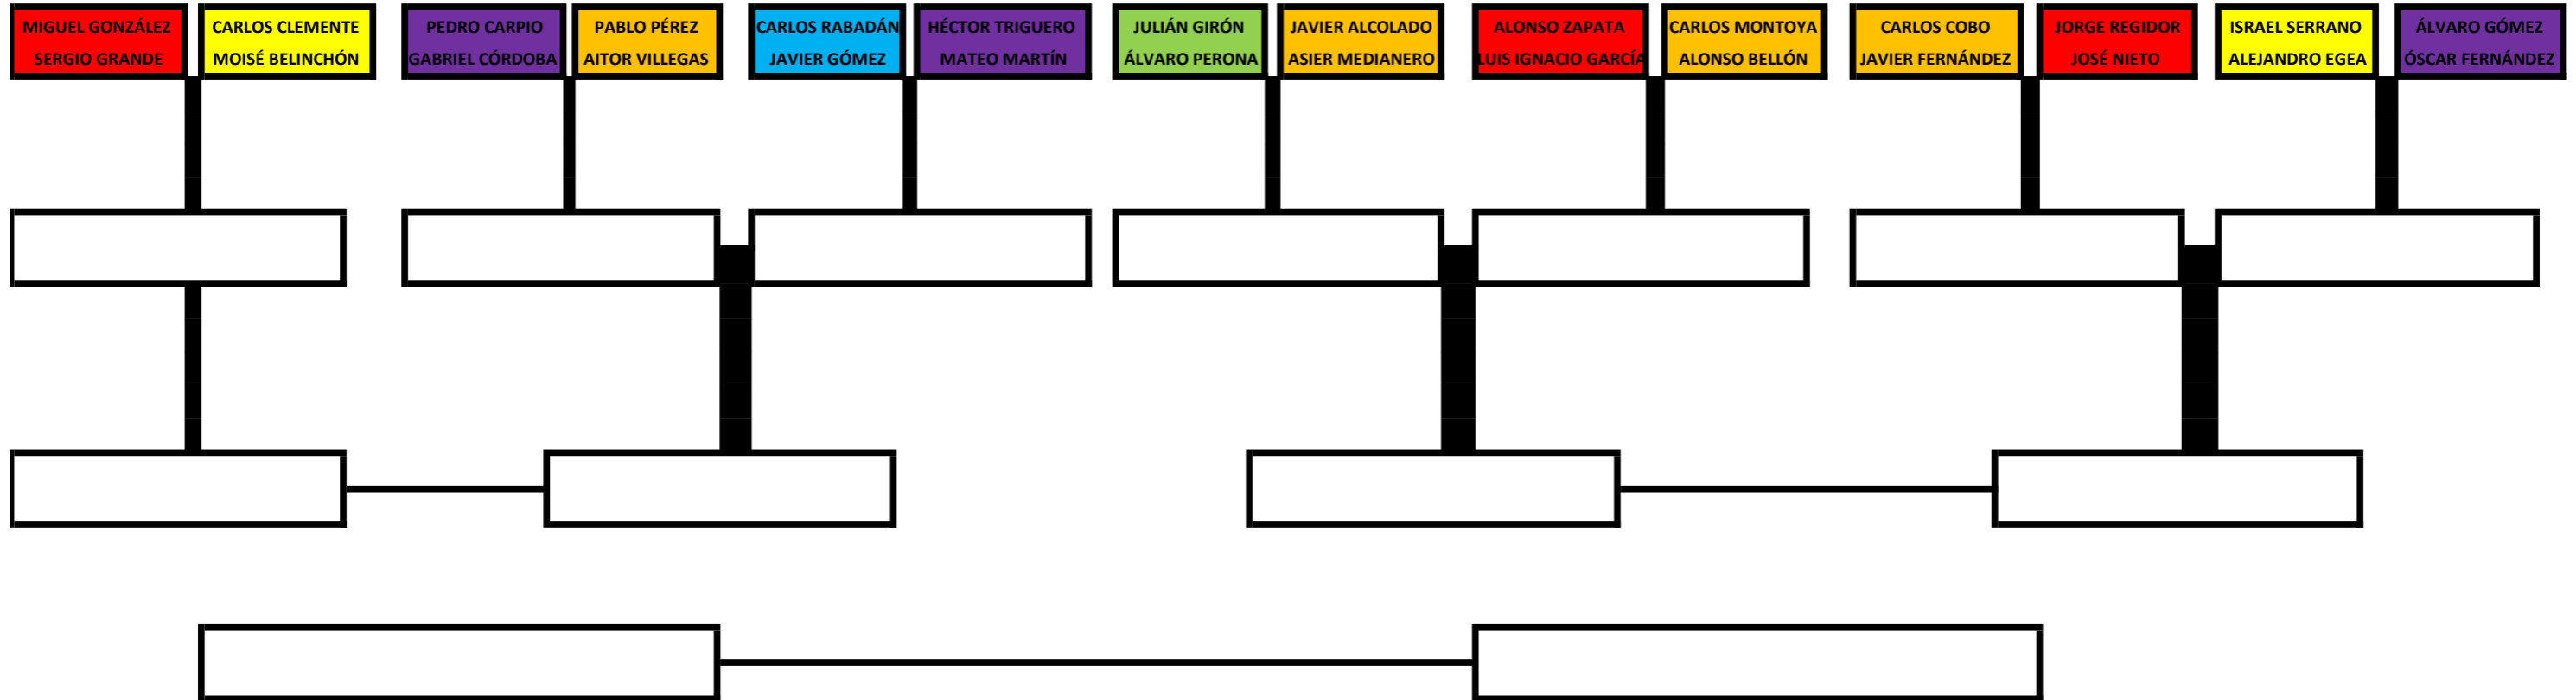 MIGUEL GONZÁLEZ
SERGIO GRANDE
CARLOS CLEMENTE
MOISÉ BELINCHÓN
PEDRO CARPIO
GABRIEL CÓRDOBA
PABLO PÉREZ
AITOR VILLEGAS
CARLOS RABADÁN
JAVIER GÓMEZ
HÉCTOR TRIGUERO
MATEO MARTÍN
JULIÁN GIRÓN
ÁLVARO PERONA
JAVIER ALCOLADO
ASIER MEDIANERO
ALONSO ZAPATA
LUIS IGNACIO GARCÍA
CARLOS MONTOYA
ALONSO BELLÓN
CARLOS COBO
JAVIER FERNÁNDEZ
JORGE REGIDOR
JOSÉ NIETO
ISRAEL SERRANO
ALEJANDRO EGEA
ÁLVARO GÓMEZ
ÓSCAR FERNÁNDEZ